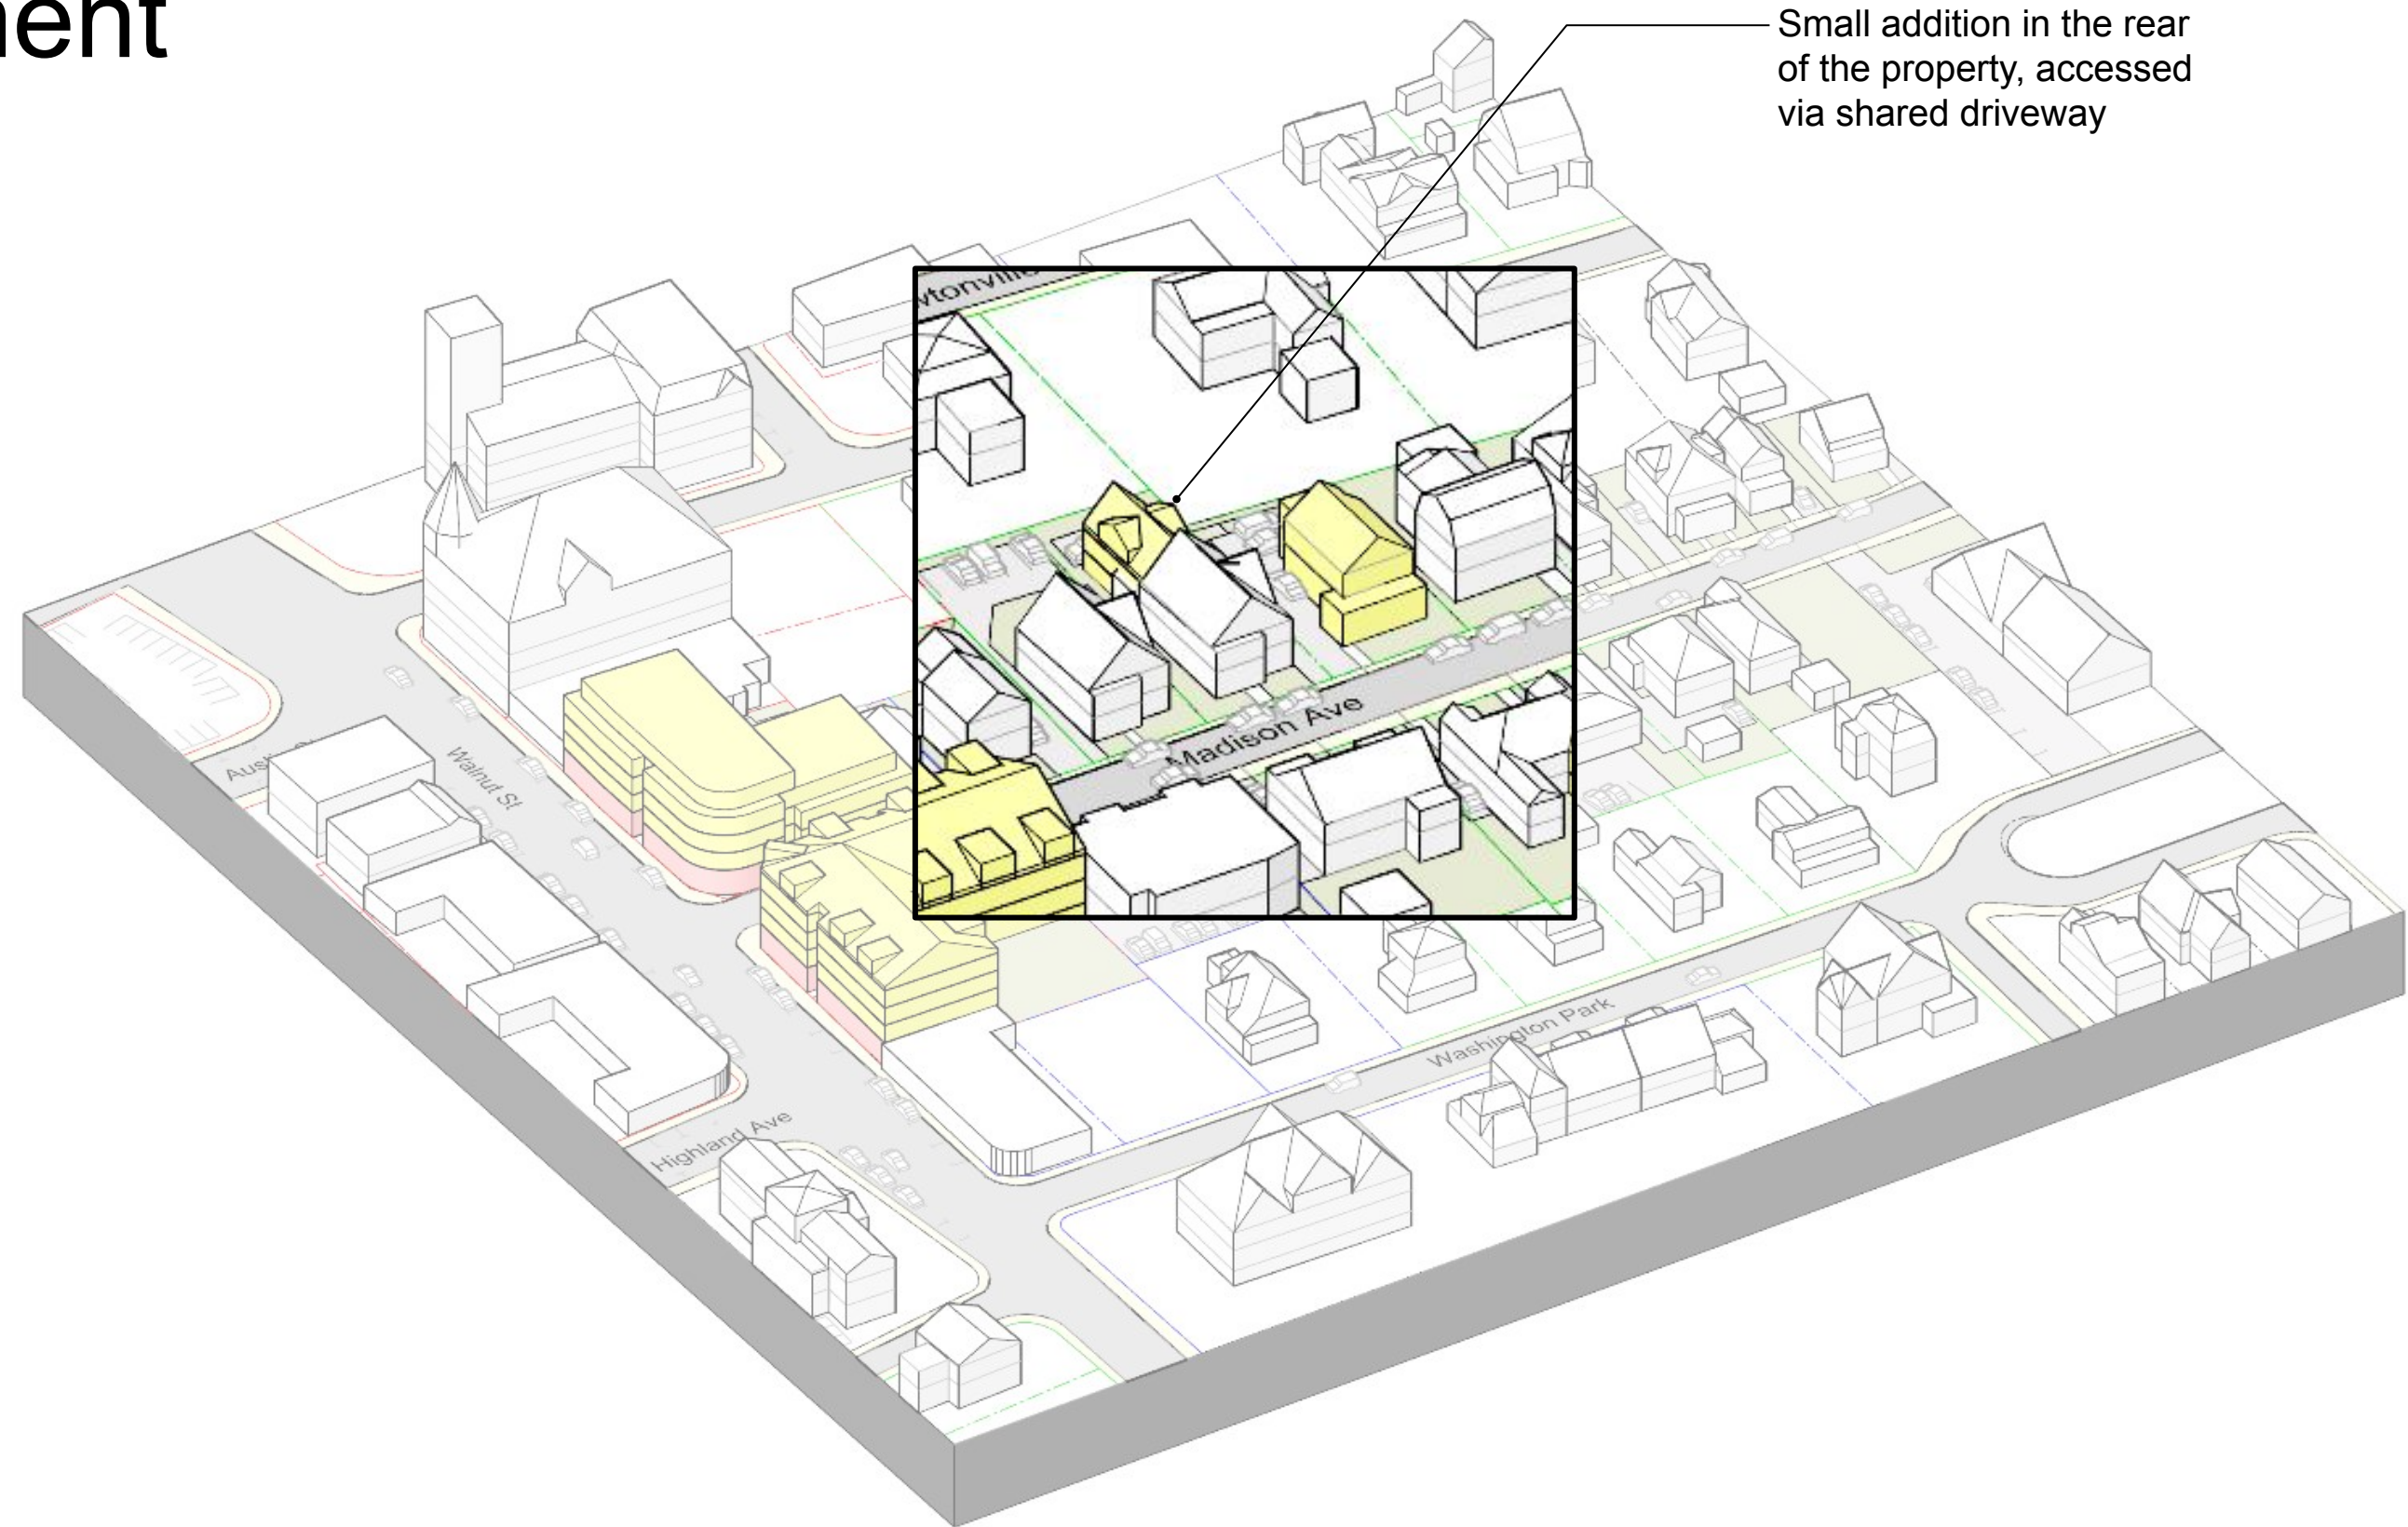 Small addition in the rear
of the property, accessed
via shared driveway
Walnut St
Madison Ave
Washington Park
Highland Ave